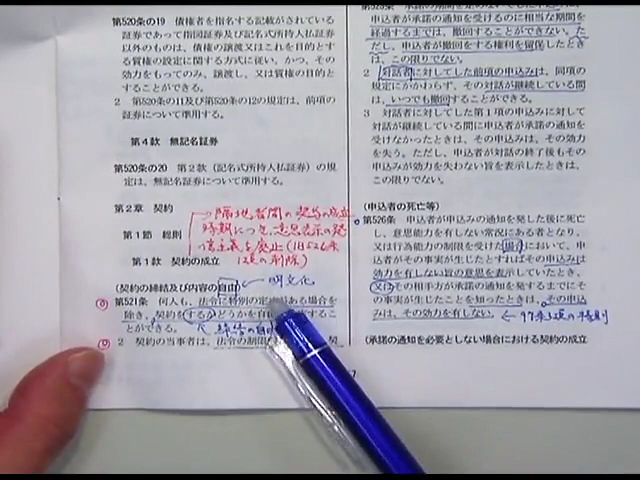 第520条の19 債権者を指名する記載がされている
証券であって指図証券及び記名式所持人払証券
以外のものは、債権の譲渡又はこれを目的とす
る質権の設定に関する方式に従い、かつ、その
効力をもってのみ、譲渡し、又は質権の目的と
することができる。
2 第520条の11及び第520条の12の規定は、前項の
証券について準用する。
第4款 無記名証券
第520条の20 第2款(記名式所持人払証券)の規
定は、無記名証券について準用する。
第2章 契約
第1節 総則
第1款 契約の成立
隔地者間の契約の成立
時期につき、意思表示の発
信主義を廃止(旧526条
1項の削除)
(契約の締結及び内容の自由)
明文化
第521条 何人も、法令に特別の定めがある場合を
除き、契約をするかどうかを自由に
ことができる。
締結の自由
2 契約の当事者は、法令の制限
申込者が承諾の通知を受けるのに相当な期間を
経過するまでは、撤回することができない。た
だし、申込者が撤回をする権利を留保したとき
は、この限りでない。
2 対話者に対してした前項の申込みは、同項の
規定にかかわらず、その対話が継続している間
は、いつでも撤回することができる。
3 対話者に対してした第1項の申込みに対して
対話が継続している間に申込者が承諾の通知を
受けなかったときは、その申込みは、その効力
を失う。ただし、申込者が対話の終了後もその申
込みが効力を失わない旨を表示したときは、
この限りでない。
(申込者の死亡等)
第526条 申込者が申込みの通知を発した後に死亡
し、意思能力を有しない常況にある者となり、
又は行為能力の制限を受けた場合において、申
込者がその事実が生じたとすればその申込みは
効力を有しない旨の意思を表示していたとき、
又はその相手方が承諾の通知を発するまでにそ
の事実が生じたことを知ったときは、その申込
みは、その効力を有しない。
97条3項の特則
(承諾の通知を必要としない場合における契約の成立